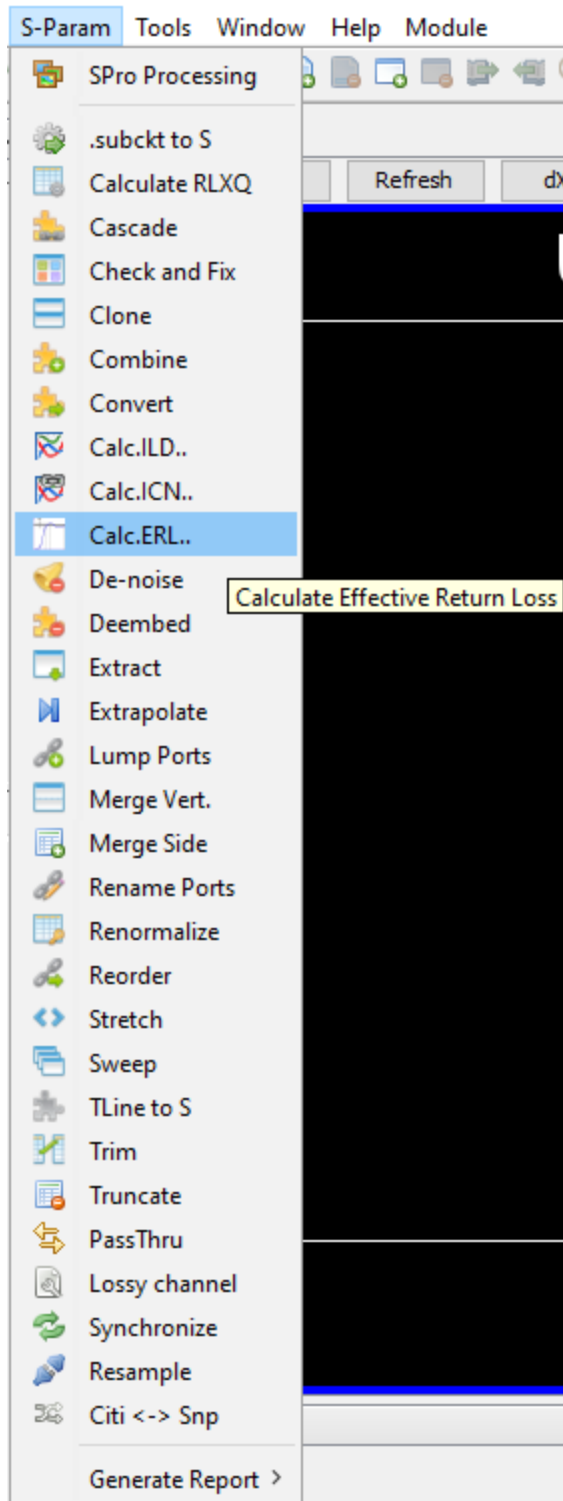 S-Param Tools Window Help Module
SPro Processing
.subckt to S
Calculate RLXQ
Refresh
Cascade
Check and Fix
Clone
Combine
Convert
Calc.ILD..
Calc.ICN..
Calc.ERL..
De-noise
Calculate Effective Return Loss
Deembed
Extract
Extrapolate
Lump Ports
Merge Vert.
Merge Side
Rename Ports
Renormalize
Reorder
Stretch
Sweep
TLine to S
Trim
Truncate
PassThru
Lossy channel
Synchronize
Resample
Citi <-> Snp
Generate Report >